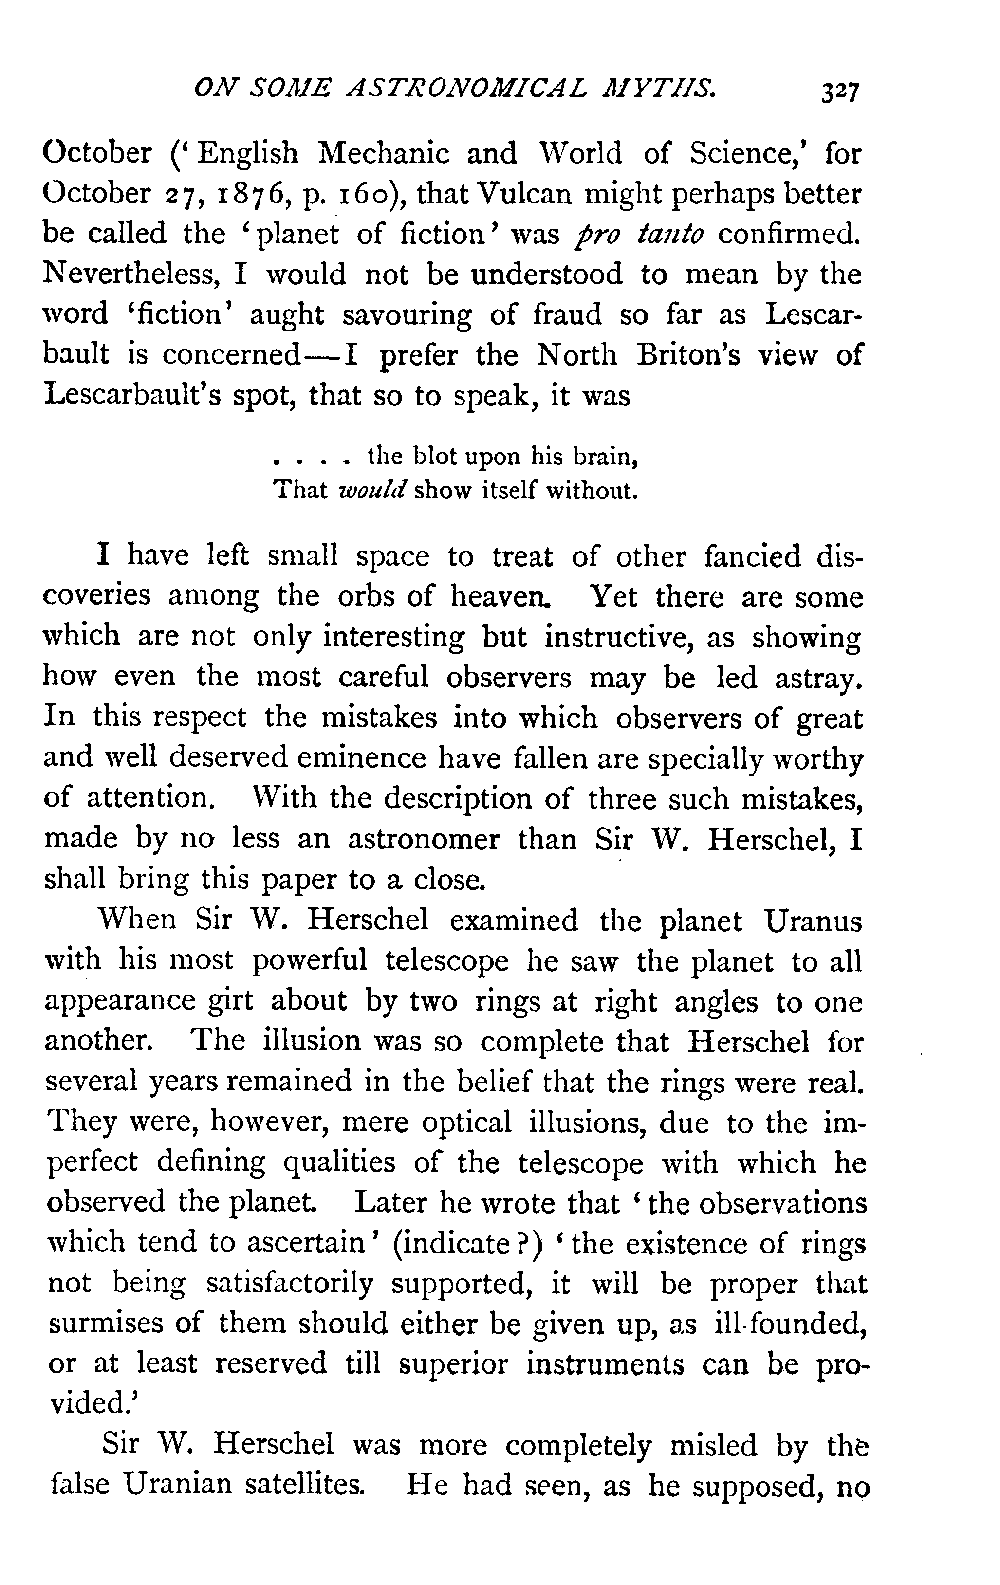 ON SOME ASTRONOMICAL MYTHS. 327
October (‘ English Mechanic and World of Science,’ for
October 27, 1876, p. 160), that Vulcan might perhaps better
be called the ‘ planet of fiction ’ was pro tanto confirmed.
Nevertheless, I would not be understood to mean by the
word ‘fiction’ aught savouring of fraud so far as Lescar-
bault is concerned—I prefer the North Briton’s view of
Lescarbault’s spot, that so to speak, it was
. . . . the blot upon his brain,
That would show itself without.
I have left small space to treat of other fancied dis-
coveries among the orbs of heaven. Yet there are some
which are not only interesting but instructive, as showing
how even the most careful observers may be led astray.
In this respect the mistakes into which observers of great
and well deserved eminence have fallen are specially worthy
of attention. With the description of three such mistakes,
made by no less an astronomer than Sir W. Herschel, I
shall bring this paper to a close.
When Sir W. Herschel examined the planet Uranus
with his most powerful telescope he saw the planet to all
appearance girt about by two rings at right angles to one
another. The illusion was so complete that Herschel for
several years remained in the belief that the rings were real.
They were, however, mere optical illusions, due to the im-
perfect defining qualities of the telescope with which he
observed the planet. Later he wrote that ‘ the observations
which tend to ascertain ’ (indicate ?) ‘ the existence of rings
not being satisfactorily supported, it will be proper that
surmises of them should either be given up, as ill-founded,
or at least reserved till superior instruments can be pro-
vided.’
Sir W. Herschel was more completely misled by the
false Uranian satellites. He had seen, as he supposed, no